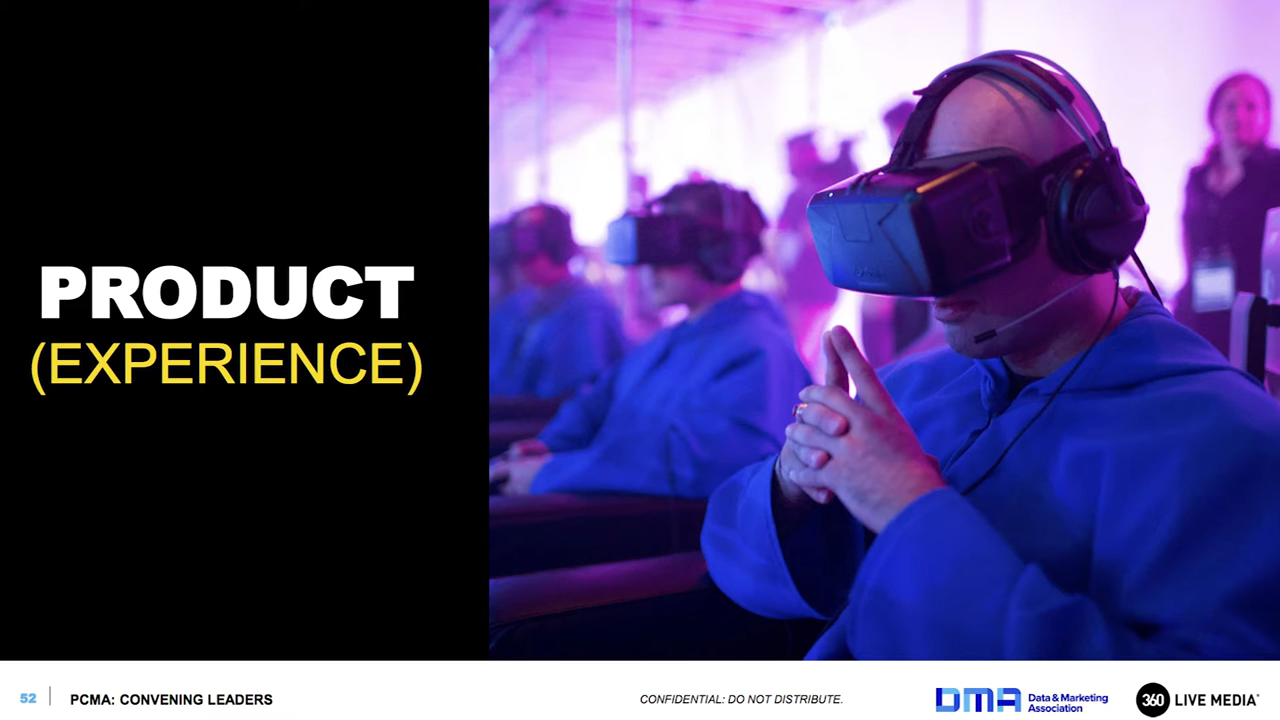 PRODUCT
(EXPERIENCE)
52
PCMA: CONVENING LEADERS
CONFIDENTIAL: DO NOT DISTRIBUTE.
DMA
Data & Marketing
Association
360
LIVE MEDIA